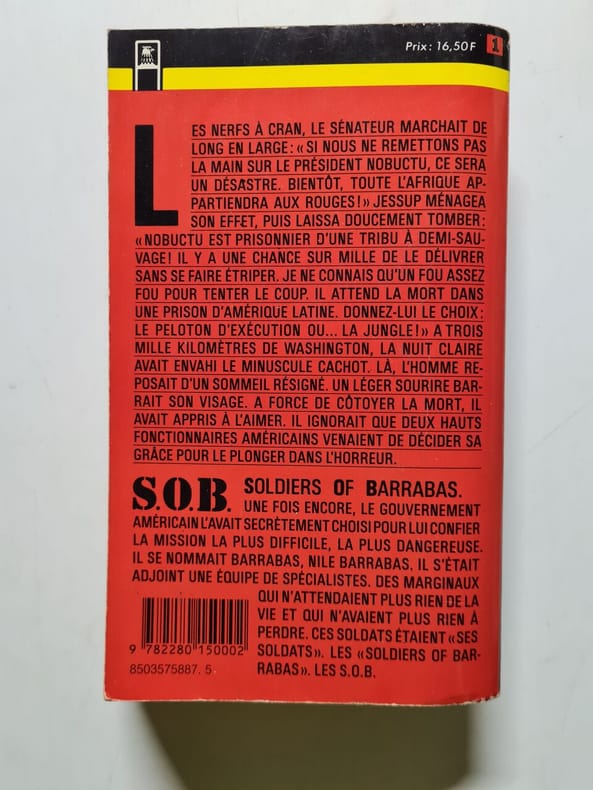 Prix : 16,50 F 1
LES NERFS À CRAN, LE SÉNATEUR MARCHAIT DE
LONG EN LARGE : « SI NOUS NE REMETTONS PAS
LA MAIN SUR LE PRÉSIDENT NOBUCTU, CE SERA
UN DÉSASTRE. BIENTÔT, TOUTE L'AFRIQUE AP-
PARTIENDRA AUX ROUGES ! » JESSUP MÉNAGEA
SON EFFET, PUIS LAISSA DOUCEMENT TOMBER :
« NOBUCTU EST PRISONNIER D'UNE TRIBU À DEMI-SAU-
VAGE ! IL Y A UNE CHANCE SUR MILLE DE LE DÉLIVRER
SANS SE FAIRE ÉTRIPER. JE NE CONNAIS QU'UN FOU ASSEZ
FOU POUR TENTER LE COUP. IL ATTEND LA MORT DANS
UNE PRISON D'AMÉRIQUE LATINE. DONNEZ-LUI LE CHOIX :
LE PELOTON D'EXÉCUTION OU... LA JUNGLE ! » A TROIS
MILLE KILOMÈTRES DE WASHINGTON, LA NUIT CLAIRE
AVAIT ENVAHI LE MINUSCULE CACHOT. LÀ, L'HOMME RE-
POSAIT D'UN SOMMEIL RÉSIGNÉ. UN LÉGER SOURIRE BAR-
RAIT SON VISAGE. A FORCE DE CÔTOYER LA MORT, IL
AVAIT APPRIS À L'AIMER. IL IGNORAIT QUE DEUX HAUTS
FONCTIONNAIRES AMÉRICAINS VENAIENT DE DÉCIDER SA
GRÂCE POUR LE PLONGER DANS L'HORREUR.
S.O.B. SOLDIERS OF BARRABAS.
UNE FOIS ENCORE, LE GOUVERNEMENT
AMÉRICAIN L'AVAIT SECRÈTEMENT CHOISI POUR LUI CONFIER
LA MISSION LA PLUS DIFFICILE, LA PLUS DANGEREUSE.
IL SE NOMMAIT BARRABAS, NILE BARRABAS. IL S'ÉTAIT
ADJOINT UNE ÉQUIPE DE SPÉCIALISTES. DES MARGINAUX
QUI N'ATTENDAIENT PLUS RIEN DE LA
VIE ET QUI N'AVAIENT PLUS RIEN À
PERDRE. CES SOLDATS ÉTAIENT « SES
SOLDATS ». LES « SOLDIERS OF BAR-
RABAS ». LES S.O.B.
9 782280 150002
8503575887. 5.